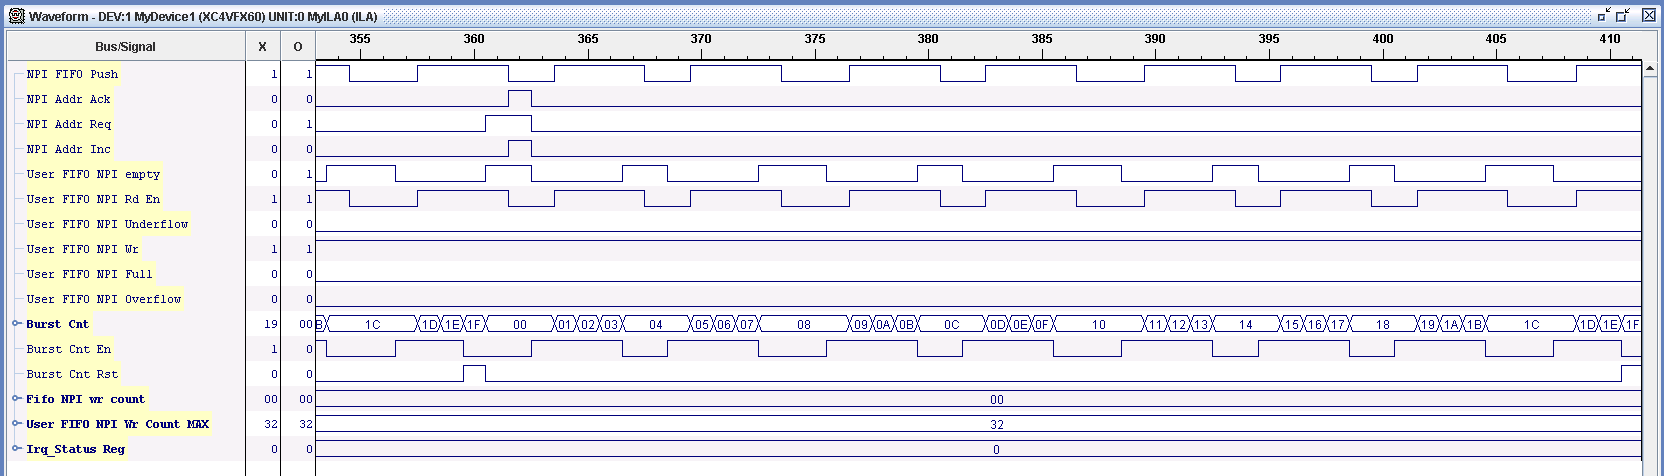 Waveform - DEV:1 MyDevice1 (XC4VFX60) UNIT:0 MyILA0 (ILA)
Bus/Signal X O 355 360 365 370 375 380 385 390 395 400 405 410
NPI FIFO Push 1 1
NPI Addr Ack 0 0
NPI Addr Req 0 1
NPI Addr Inc 0 0
User FIFO NPI empty 0 1
User FIFO NPI Rd En 1 1
User FIFO NPI Underflow 0 0
User FIFO NPI Wr 1 1
User FIFO NPI Full 0 0
User FIFO NPI Overflow 0 0
Burst Cnt 19 00 B 1C 1D 1E 1F 00 01 02 03 04 05 06 07 08 09 0A 0B 0C 0D 0E 0F 10 11 12 13 14 15 16 17 18 19 1A 1B 1C 1D 1E 1F
Burst Cnt En 1 0
Burst Cnt Rst 0 0
Fifo NPI wr count 00 00 00
User FIFO NPI Wr Count MAX 32 32 32
Irq_Status Reg 0 0 0